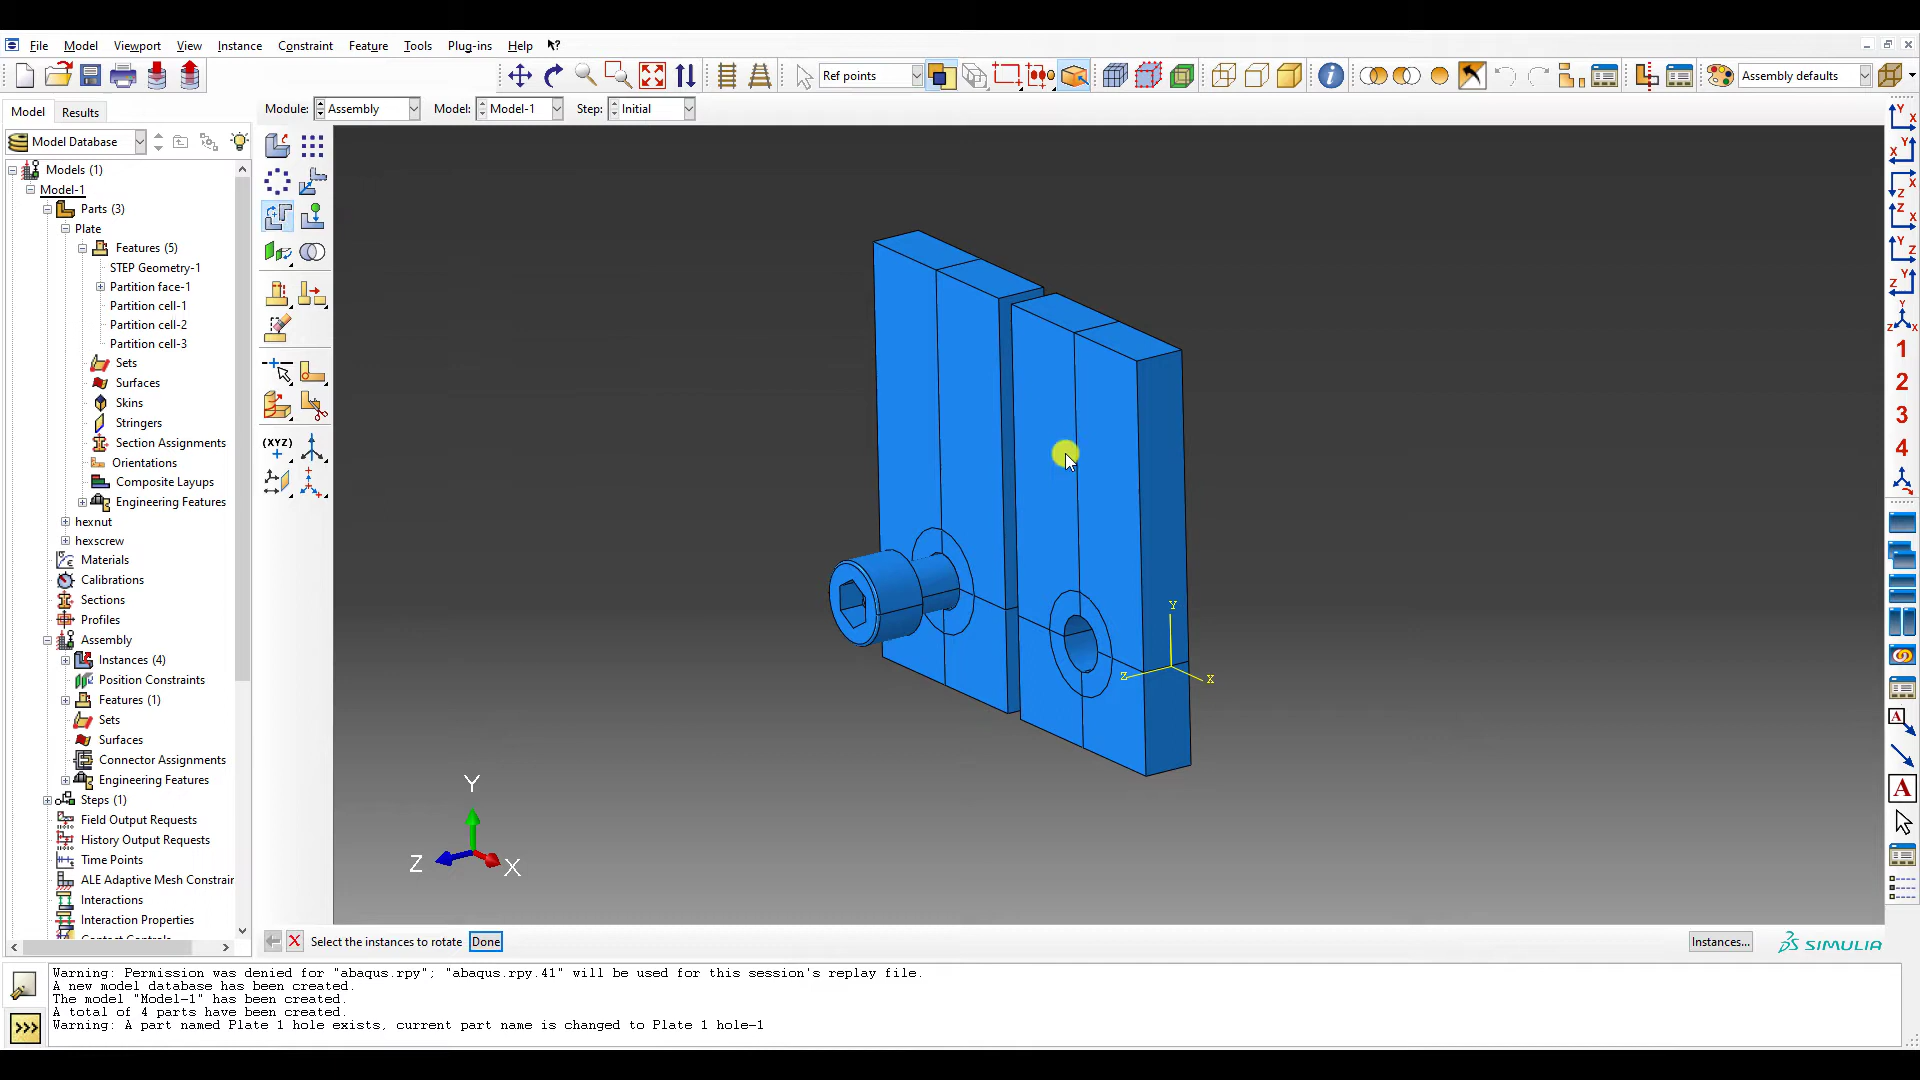 File Model Viewport View Instance Constraint Feature Tools Plug-ins Help
Ref points
Assembly defaults
Model Results
Module: Assembly Model: Model-1 Step: Initial
Model Database
Models (1)
Model-1
Parts (3)
Plate
Features (5)
STEP Geometry-1
Partition face-1
Partition cell-1
Partition cell-2
Partition cell-3
Sets
Surfaces
Skins
Stringers
Section Assignments
Orientations
Composite Layups
Engineering Features
hexnut
hexscrew
Materials
Calibrations
Sections
Profiles
Assembly
Instances (4)
Position Constraints
Features (1)
Sets
Surfaces
Connector Assignments
Engineering Features
Steps (1)
Field Output Requests
History Output Requests
Time Points
ALE Adaptive Mesh Constrair
Interactions
Interaction Properties
(XYZ)
Y
Z
X
Y
Z
X
1
2
3
4
A
A
Select the instances to rotate Done
Instances...
SIMULIA
Warning: Permission was denied for "abaqus.rpy"; "abaqus.rpy.41" will be used for this session's replay file.
A new model database has been created.
The model "Model-1" has been created.
A total of 4 parts have been created.
Warning: A part named Plate 1 hole exists, current part name is changed to Plate 1 hole-1
>>>